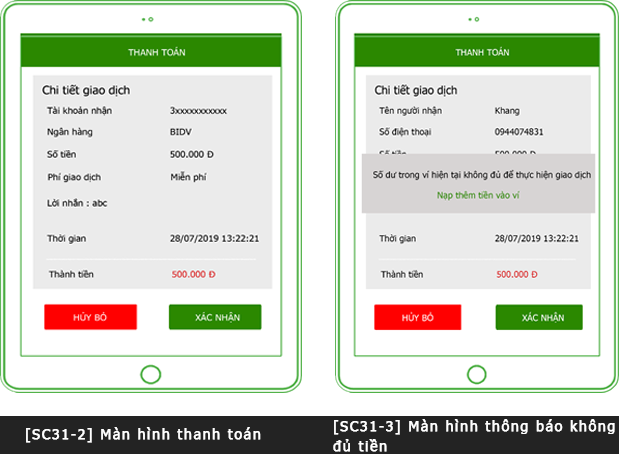 THANH TOÁN
Chi tiết giao dịch
Tài khoản nhận 3xxxxxxxxxxx
Ngân hàng BIDV
Số tiền 500.000 Đ
Phí giao dịch Miễn phí
Lời nhắn : abc
Thời gian 28/07/2019 13:22:21
Thành tiền 500.000 Đ
HỦY BỎ XÁC NHẬN
[SC31-2] Màn hình thanh toán
THANH TOÁN
Chi tiết giao dịch
Tên người nhận Khang
Số điện thoại 0944074831
Số tiền 500.000 Đ
Số dư trong ví hiện tại không đủ để thực hiện giao dịch
Nạp thêm tiền vào ví
Thời gian 28/07/2019 13:22:21
Thành tiền 500.000 Đ
HỦY BỎ XÁC NHẬN
[SC31-3] Màn hình thông báo không
đủ tiền